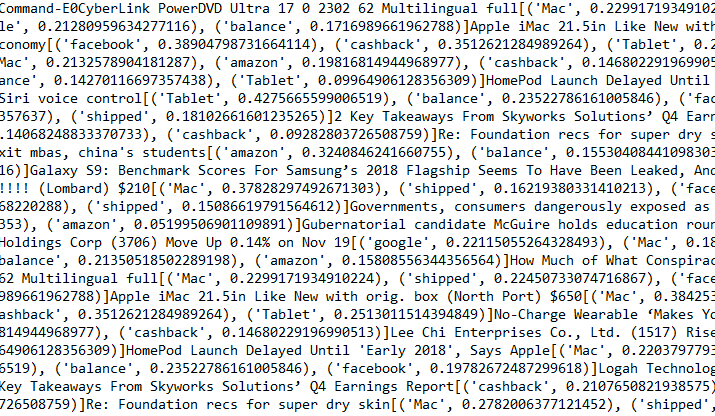 Command-E0CyberLink PowerDVD Ultra 17 0 2302 62 Multilingual full[('Mac', 0.22991719349102
le', 0.21280959634277116), ('balance', 0.1716989661962788)]Apple iMac 21.5in Like New with
conomy[('facebook', 0.38904798731664114), ('cashback', 0.3512621284989264), ('Tablet', 0.2
Mac', 0.2132578904181287), ('amazon', 0.19816814944968977), ('cashback', 0.146802291969905
ance', 0.14270116697357438), ('Tablet', 0.09964906128356309)]HomePod Launch Delayed Until
Siri voice control[('Tablet', 0.4275665599006519), ('balance', 0.23522786161005846), ('fac
357637), ('shipped', 0.18102661601235265)]2 Key Takeaways From Skyworks Solutions’ Q4 Earn
.14068248833370733), ('cashback', 0.09282803726508759)]Re: Foundation recs for super dry s
xit mbas, china's students[('amazon', 0.3240846241660755), ('balance', 0.15530408441098303
16)]Galaxy S9: Benchmark Scores For Samsung’s 2018 Flagship Seems To Have Been Leaked, And
!!!! (Lombard) $210[('Mac', 0.37828297492671303), ('shipped', 0.16219380331410213), ('face
68220288), ('shipped', 0.15086619791564612)]Governments, consumers dangerously exposed as
353), ('amazon', 0.05199506901109891)]Gubernatorial candidate McGuire holds education roun
Holdings Corp (3706) Move Up 0.14% on Nov 19[('google', 0.22115055264328493), ('Mac', 0.18
balance', 0.21350518502289198), ('amazon', 0.15808556344356564)]How Much of What Conspirac
62 Multilingual full[('Mac', 0.2299171934910224), ('shipped', 0.22450733074716867), ('face
989661962788)]Apple iMac 21.5in Like New with orig. box (North Port) $650[('Mac', 0.384253
ashback', 0.3512621284989264), ('Tablet', 0.2513011514394849)]No-Charge Wearable ‘Makes Yo
814944968977), ('cashback', 0.14680229196990513)]Lee Chi Enterprises Co., Ltd. (1517) Rise
64906128356309)]HomePod Launch Delayed Until 'Early 2018', Says Apple[('Mac', 0.2203797793
6519), ('balance', 0.23522786161005846), ('facebook', 0.19782672487299618)]Logah Technolog
Key Takeaways From Skyworks Solutions’ Q4 Earnings Report[('cashback', 0.2107650821938575)
726508759)]Re: Foundation recs for super dry skin[('Mac', 0.2782006377121452), ('shipped',